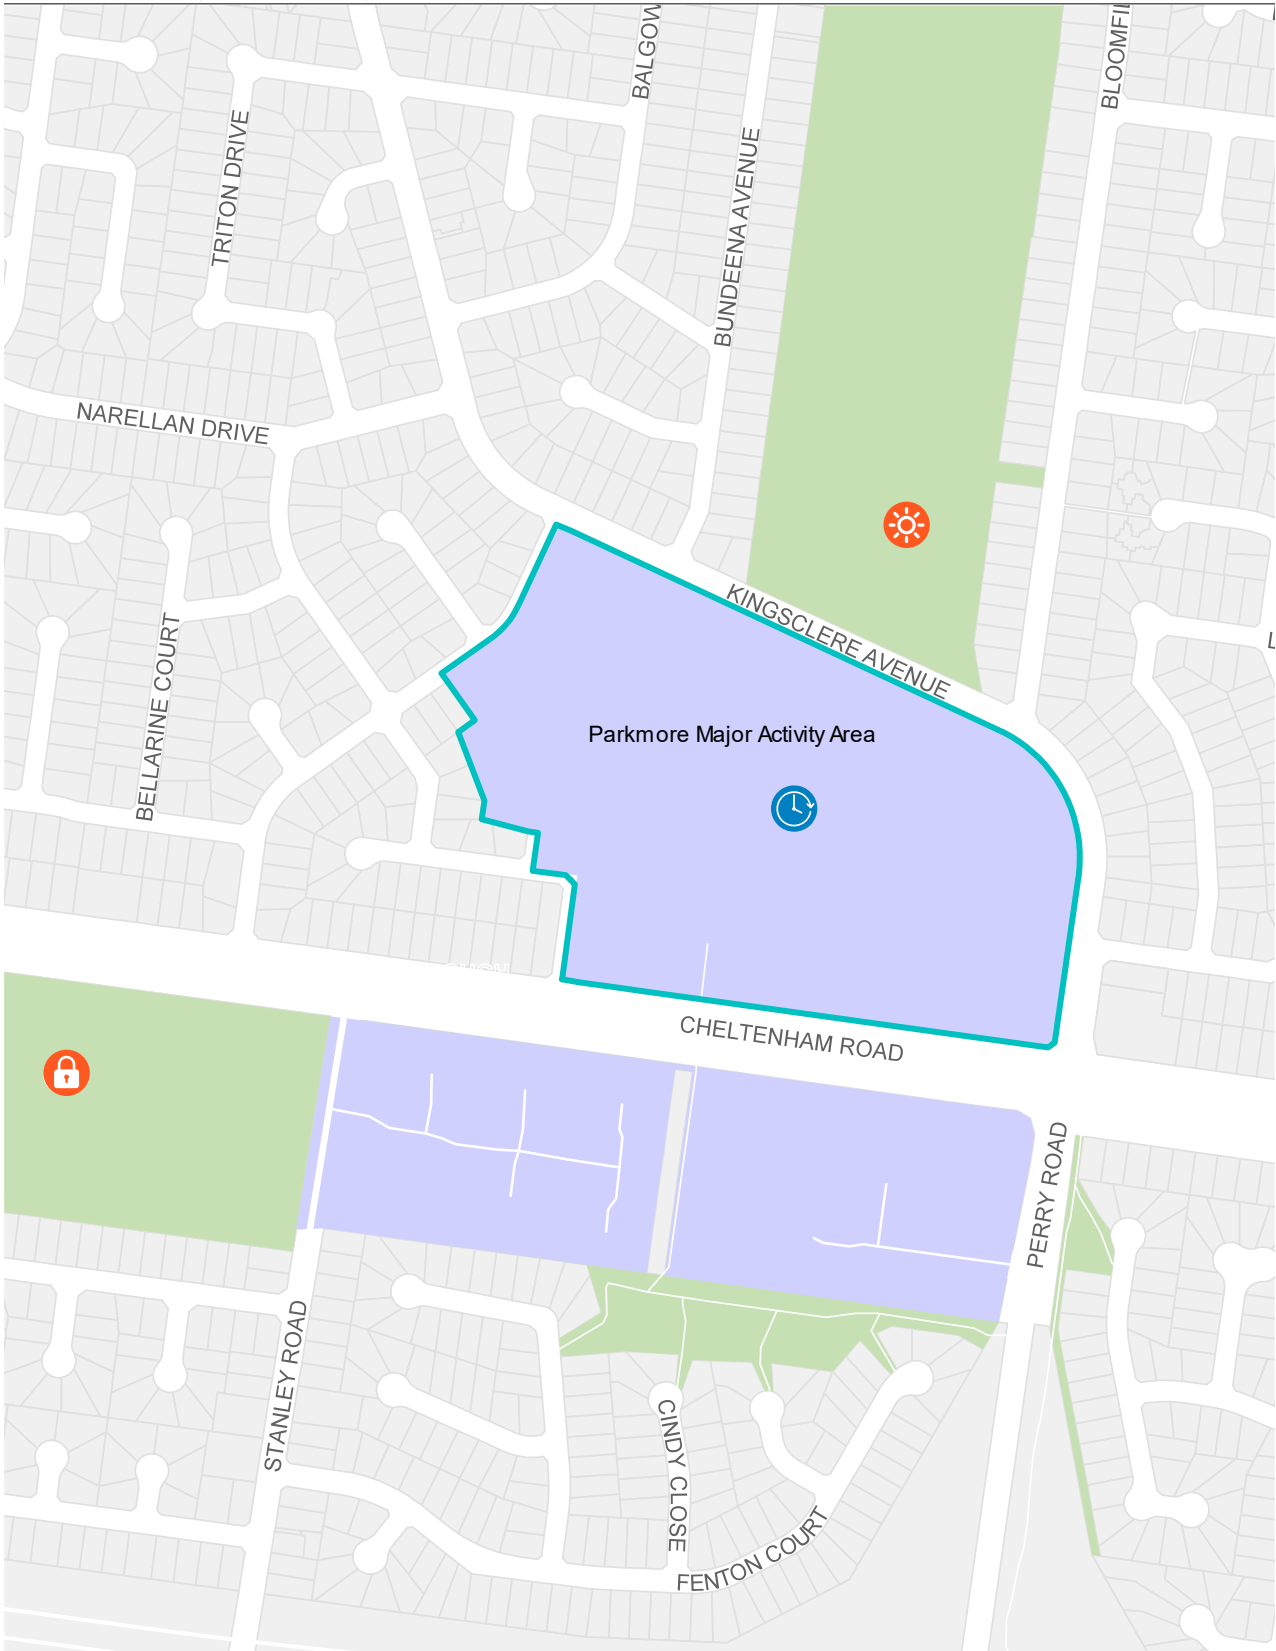 BALGOW
BLOOMFIL
TRITON DRIVE
BUNDEENA AVENUE
NARELLAN DRIVE
KINGSCLERE AVENUE
BELLARINE COURT
Parkmore Major Activity Area
CHELTENHAM ROAD
PERRY ROAD
STANLEY ROAD
CINDY CLOSE
FENTON COURT